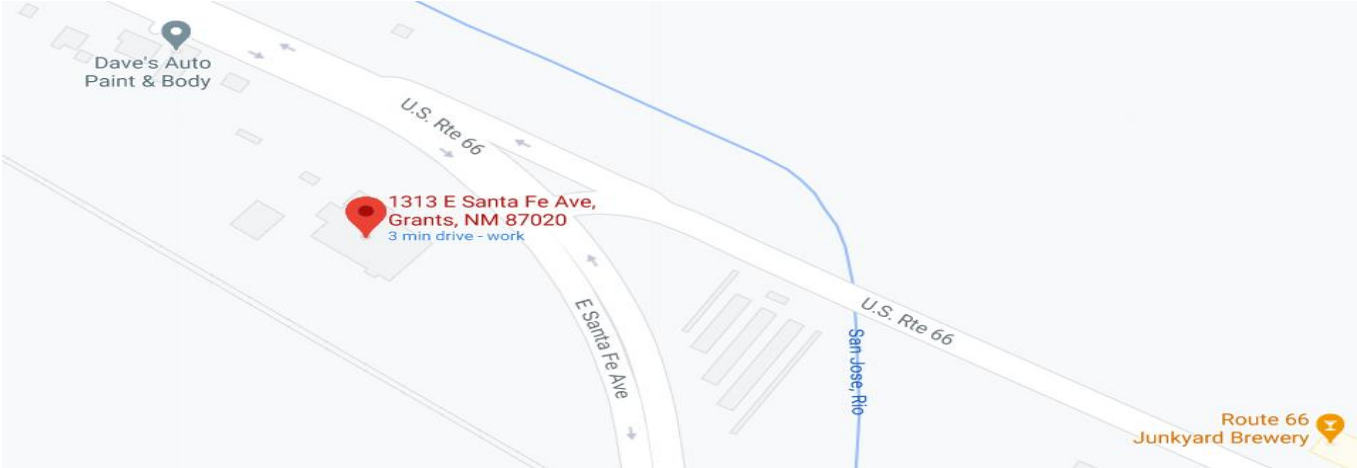 Dave's Auto
Paint & Body
U.S. Rte 66
1313 E Santa Fe Ave,
Grants, NM 87020
3 min drive - work
E Santa Fe Ave
U.S. Rte 66
San Jose, Rio
Route 66
Junkyard Brewery